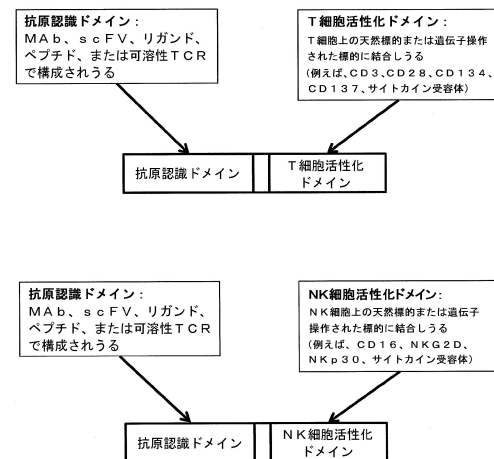 抗原認識ドメイン：
MAb、scFV、リガンド、
ペプチド、または可溶性TCR
で構成されうる
T細胞活性化ドメイン：
T細胞上の天然標的または遺伝子操作
された標的に結合しうる
(例えば、CD3、CD28、CD134、
CD137、サイトカイン受容体)
抗原認識ドメイン
T細胞活性化
ドメイン
抗原認識ドメイン：
MAb、scFV、リガンド、
ペプチド、または可溶性TCR
で構成されうる
NK細胞活性化ドメイン：
NK細胞上の天然標的または遺伝子
操作された標的に結合しうる
(例えば、CD16、NKG2D、
NKp30、サイトカイン受容体)
抗原認識ドメイン
NK細胞活性化
ドメイン